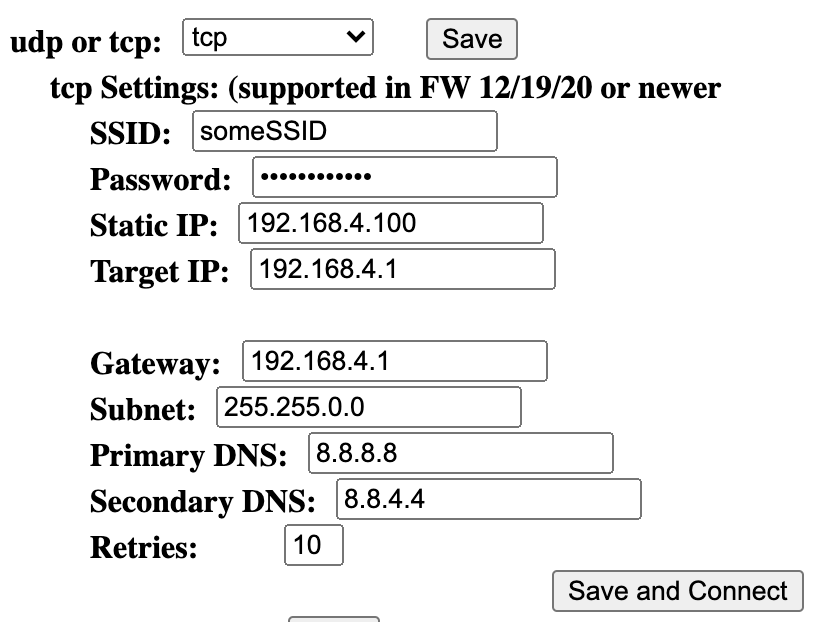 udp or tcp: tcp Save
tcp Settings: (supported in FW 12/19/20 or newer
SSID: someSSID
Password: ••••••••••••
Static IP: 192.168.4.100
Target IP: 192.168.4.1
Gateway: 192.168.4.1
Subnet: 255.255.0.0
Primary DNS: 8.8.8.8
Secondary DNS: 8.8.4.4
Retries: 10
Save and Connect